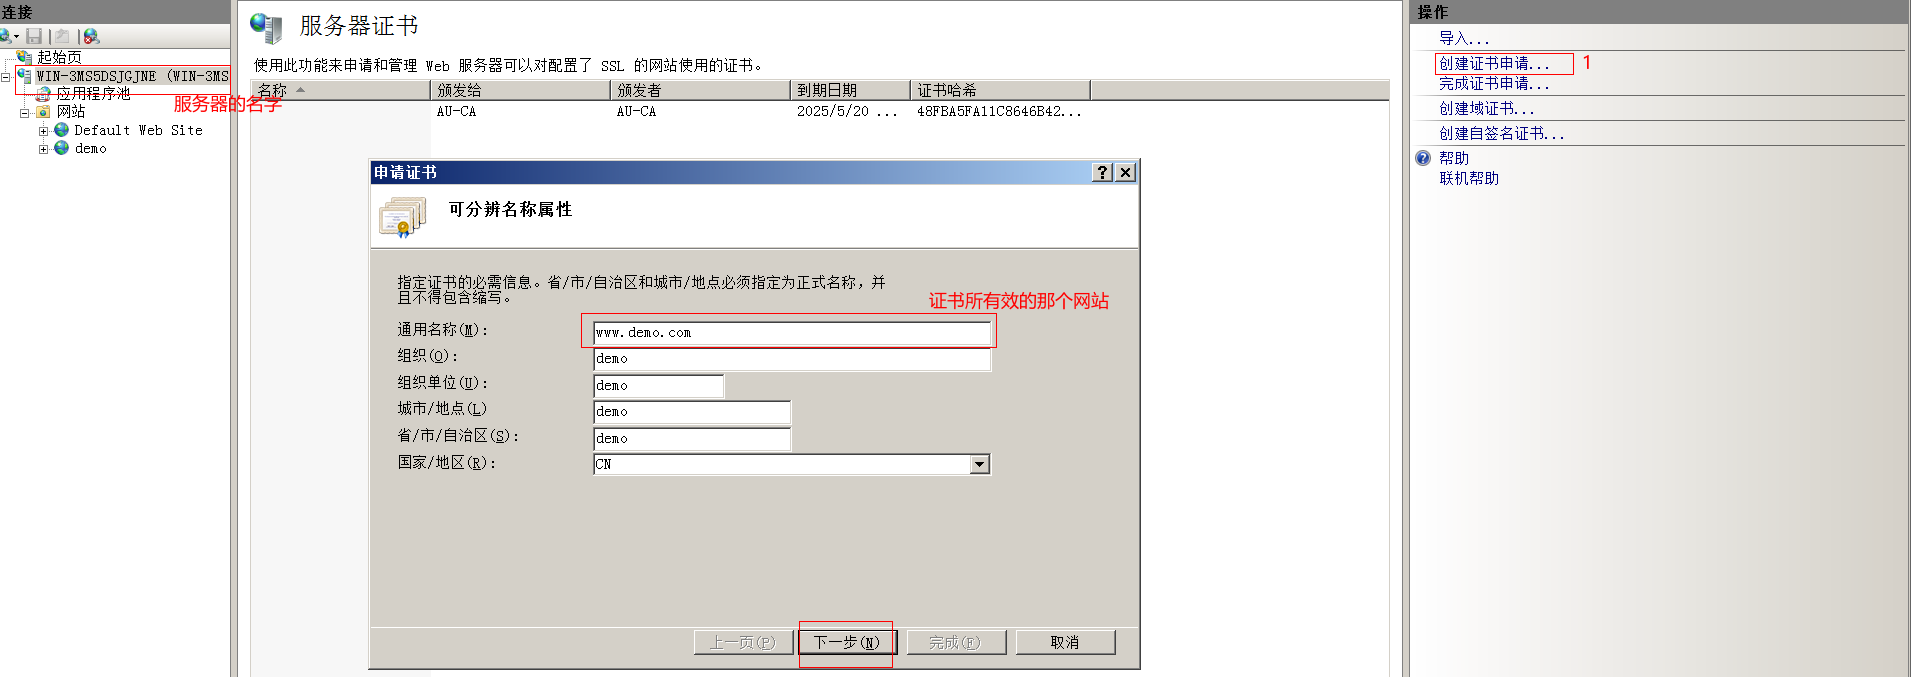 连接
起始页
WIN-3MS5DSJGJNE (WIN-3MS
应用程序池
服务器的名字
网站
Default Web Site
demo
服务器证书
使用此功能来申请和管理 Web 服务器可以对配置了 SSL 的网站使用的证书。
名称 颁发给 颁发者 到期日期 证书哈希
AU-CA AU-CA 2025/5/20 ... 48FBA5FA11C8646B42...
申请证书
可分辨名称属性
指定证书的必需信息。省/市/自治区和城市/地点必须指定为正式名称，并
且不得包含缩写。
证书所有效的那个网站
通用名称(M): www.demo.com
组织(O): demo
组织单位(U): demo
城市/地点(L) demo
省/市/自治区(S): demo
国家/地区(R): CN
上一页(P) 下一步(N) 完成(F) 取消
操作
导入...
创建证书申请... 1
完成证书申请...
创建域证书...
创建自签名证书...
帮助
联机帮助